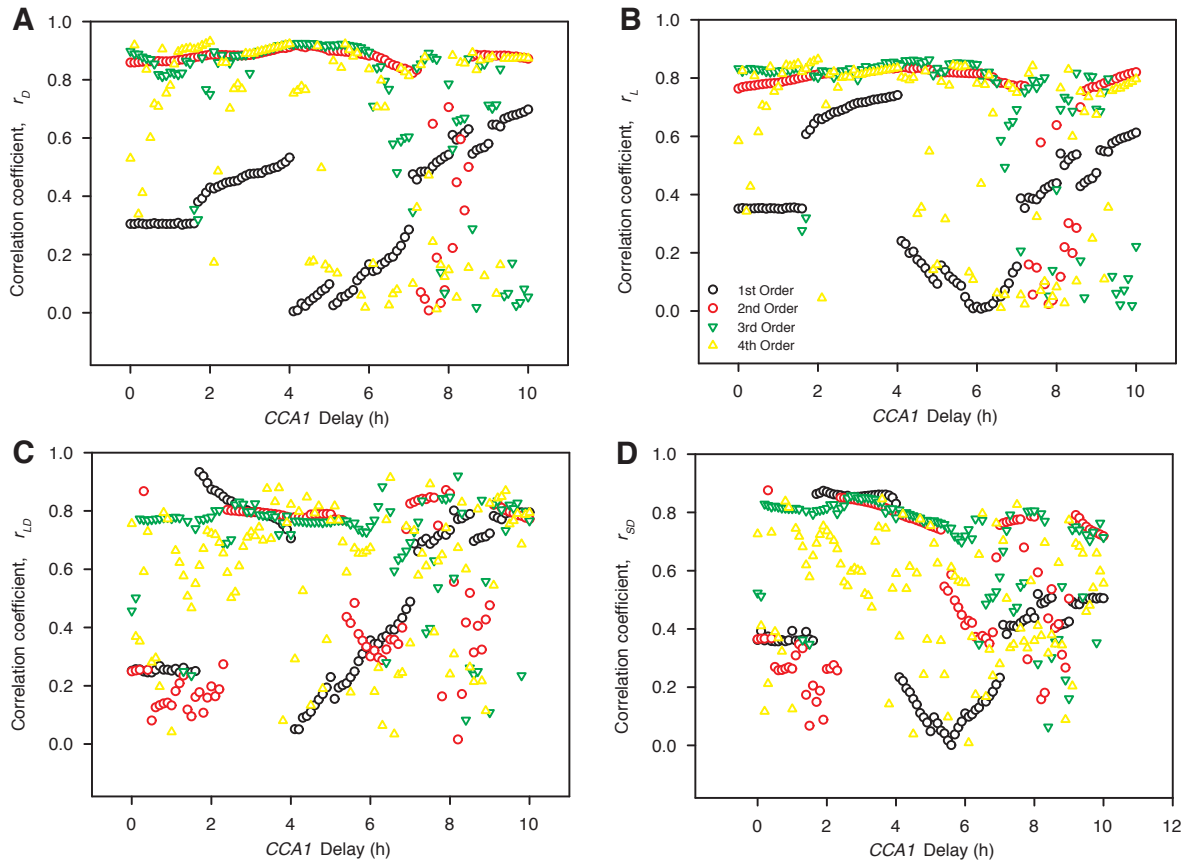 A
Correlation coefficient, r_D
1.0
0.8
0.6
0.4
0.2
0.0
0 2 4 6 8 10
CCA1 Delay (h)
B
Correlation coefficient, r_L
1.0
0.8
0.6
0.4
0.2
0.0
1st Order
2nd Order
3rd Order
4th Order
0 2 4 6 8 10
CCA1 Delay (h)
C
Correlation coefficient, r_LD
1.0
0.8
0.6
0.4
0.2
0.0
0 2 4 6 8 10
CCA1 Delay (h)
D
Correlation coefficient, r_SD
1.0
0.8
0.6
0.4
0.2
0.0
0 2 4 6 8 10 12
CCA1 Delay (h)